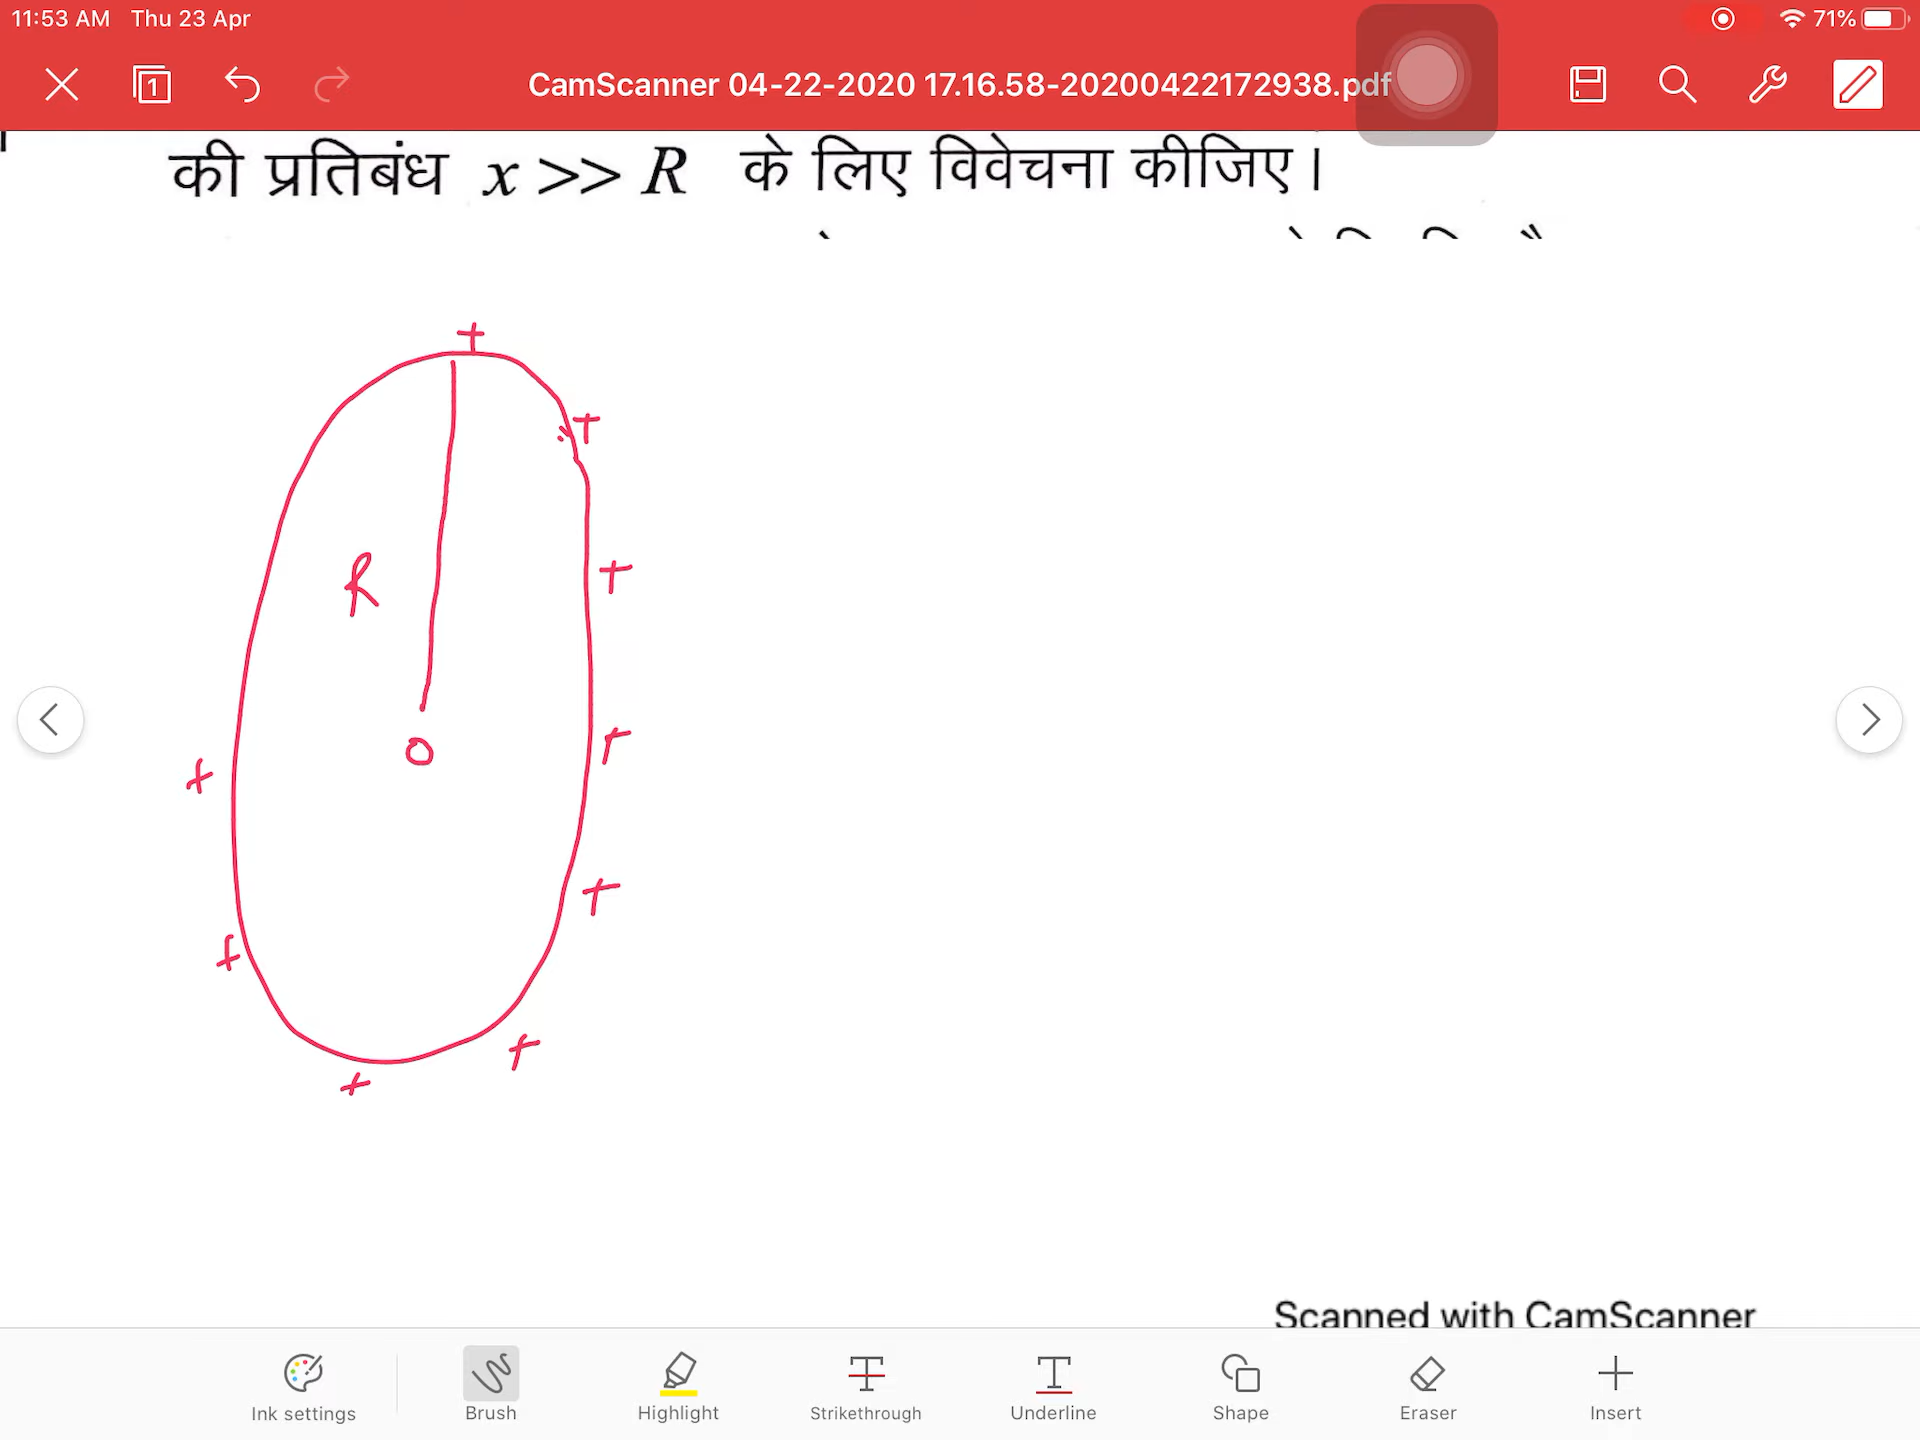 11:53 AM Thu 23 Apr 71%
1 CamScanner 04-22-2020 17.16.58-20200422172938.pdf
की प्रतिबंध x >> R के लिए विवेचना कीजिए।
+
+
R
+
+
O
+
+
+
+
+
Scanned with CamScanner
Ink settings Brush Highlight Strikethrough Underline Shape Eraser Insert